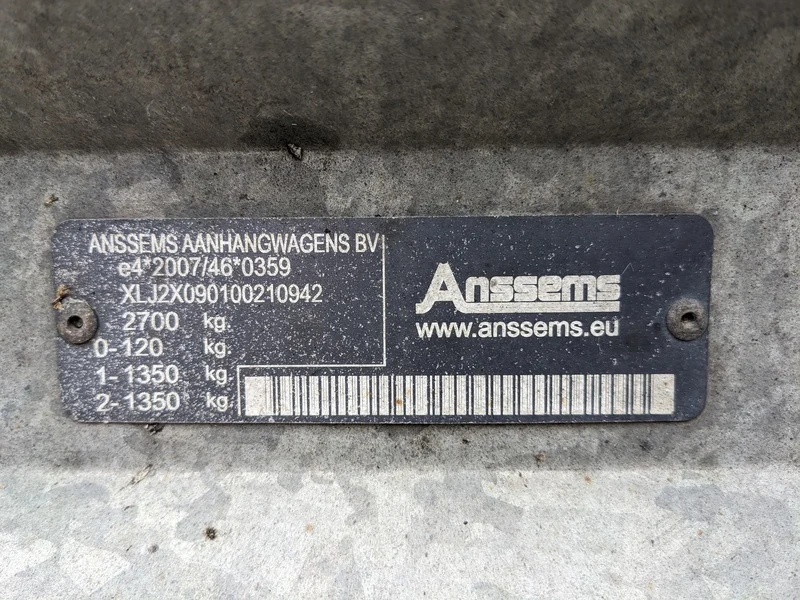 ANSSEMS AANHANGWAGENS BV
e4*2007/46*0359
XLJ2X090100210942
2700 kg.
0- 120 kg.
1- 1350 kg.
2- 1350 kg.
Anssems
www.anssems.eu